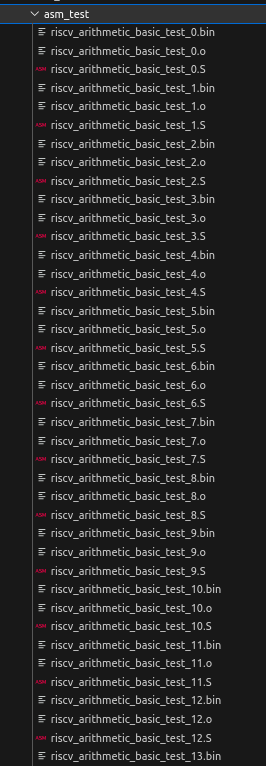 asm_test
riscv_arithmetic_basic_test_0.bin
riscv_arithmetic_basic_test_0.o
ASM riscv_arithmetic_basic_test_0.S
riscv_arithmetic_basic_test_1.bin
riscv_arithmetic_basic_test_1.o
ASM riscv_arithmetic_basic_test_1.S
riscv_arithmetic_basic_test_2.bin
riscv_arithmetic_basic_test_2.o
ASM riscv_arithmetic_basic_test_2.S
riscv_arithmetic_basic_test_3.bin
riscv_arithmetic_basic_test_3.o
ASM riscv_arithmetic_basic_test_3.S
riscv_arithmetic_basic_test_4.bin
riscv_arithmetic_basic_test_4.o
ASM riscv_arithmetic_basic_test_4.S
riscv_arithmetic_basic_test_5.bin
riscv_arithmetic_basic_test_5.o
ASM riscv_arithmetic_basic_test_5.S
riscv_arithmetic_basic_test_6.bin
riscv_arithmetic_basic_test_6.o
ASM riscv_arithmetic_basic_test_6.S
riscv_arithmetic_basic_test_7.bin
riscv_arithmetic_basic_test_7.o
ASM riscv_arithmetic_basic_test_7.S
riscv_arithmetic_basic_test_8.bin
riscv_arithmetic_basic_test_8.o
ASM riscv_arithmetic_basic_test_8.S
riscv_arithmetic_basic_test_9.bin
riscv_arithmetic_basic_test_9.o
ASM riscv_arithmetic_basic_test_9.S
riscv_arithmetic_basic_test_10.bin
riscv_arithmetic_basic_test_10.o
ASM riscv_arithmetic_basic_test_10.S
riscv_arithmetic_basic_test_11.bin
riscv_arithmetic_basic_test_11.o
ASM riscv_arithmetic_basic_test_11.S
riscv_arithmetic_basic_test_12.bin
riscv_arithmetic_basic_test_12.o
ASM riscv_arithmetic_basic_test_12.S
riscv_arithmetic_basic_test_13.bin